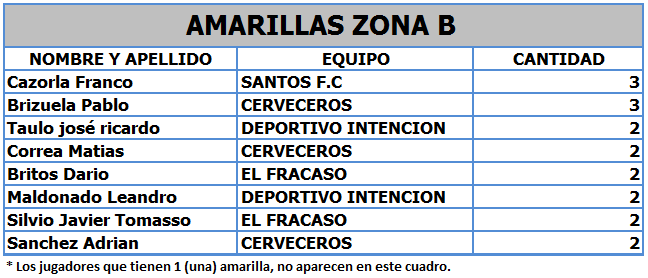 AMARILLAS ZONA B
NOMBRE Y APELLIDO EQUIPO CANTIDAD
Cazorla Franco SANTOS F.C 3
Brizuela Pablo CERVECEROS 3
Taulo josé ricardo DEPORTIVO INTENCION 2
Correa Matias CERVECEROS 2
Britos Dario EL FRACASO 2
Maldonado Leandro DEPORTIVO INTENCION 2
Silvio Javier Tomasso EL FRACASO 2
Sanchez Adrian CERVECEROS 2
* Los jugadores que tienen 1 (una) amarilla, no aparecen en este cuadro.